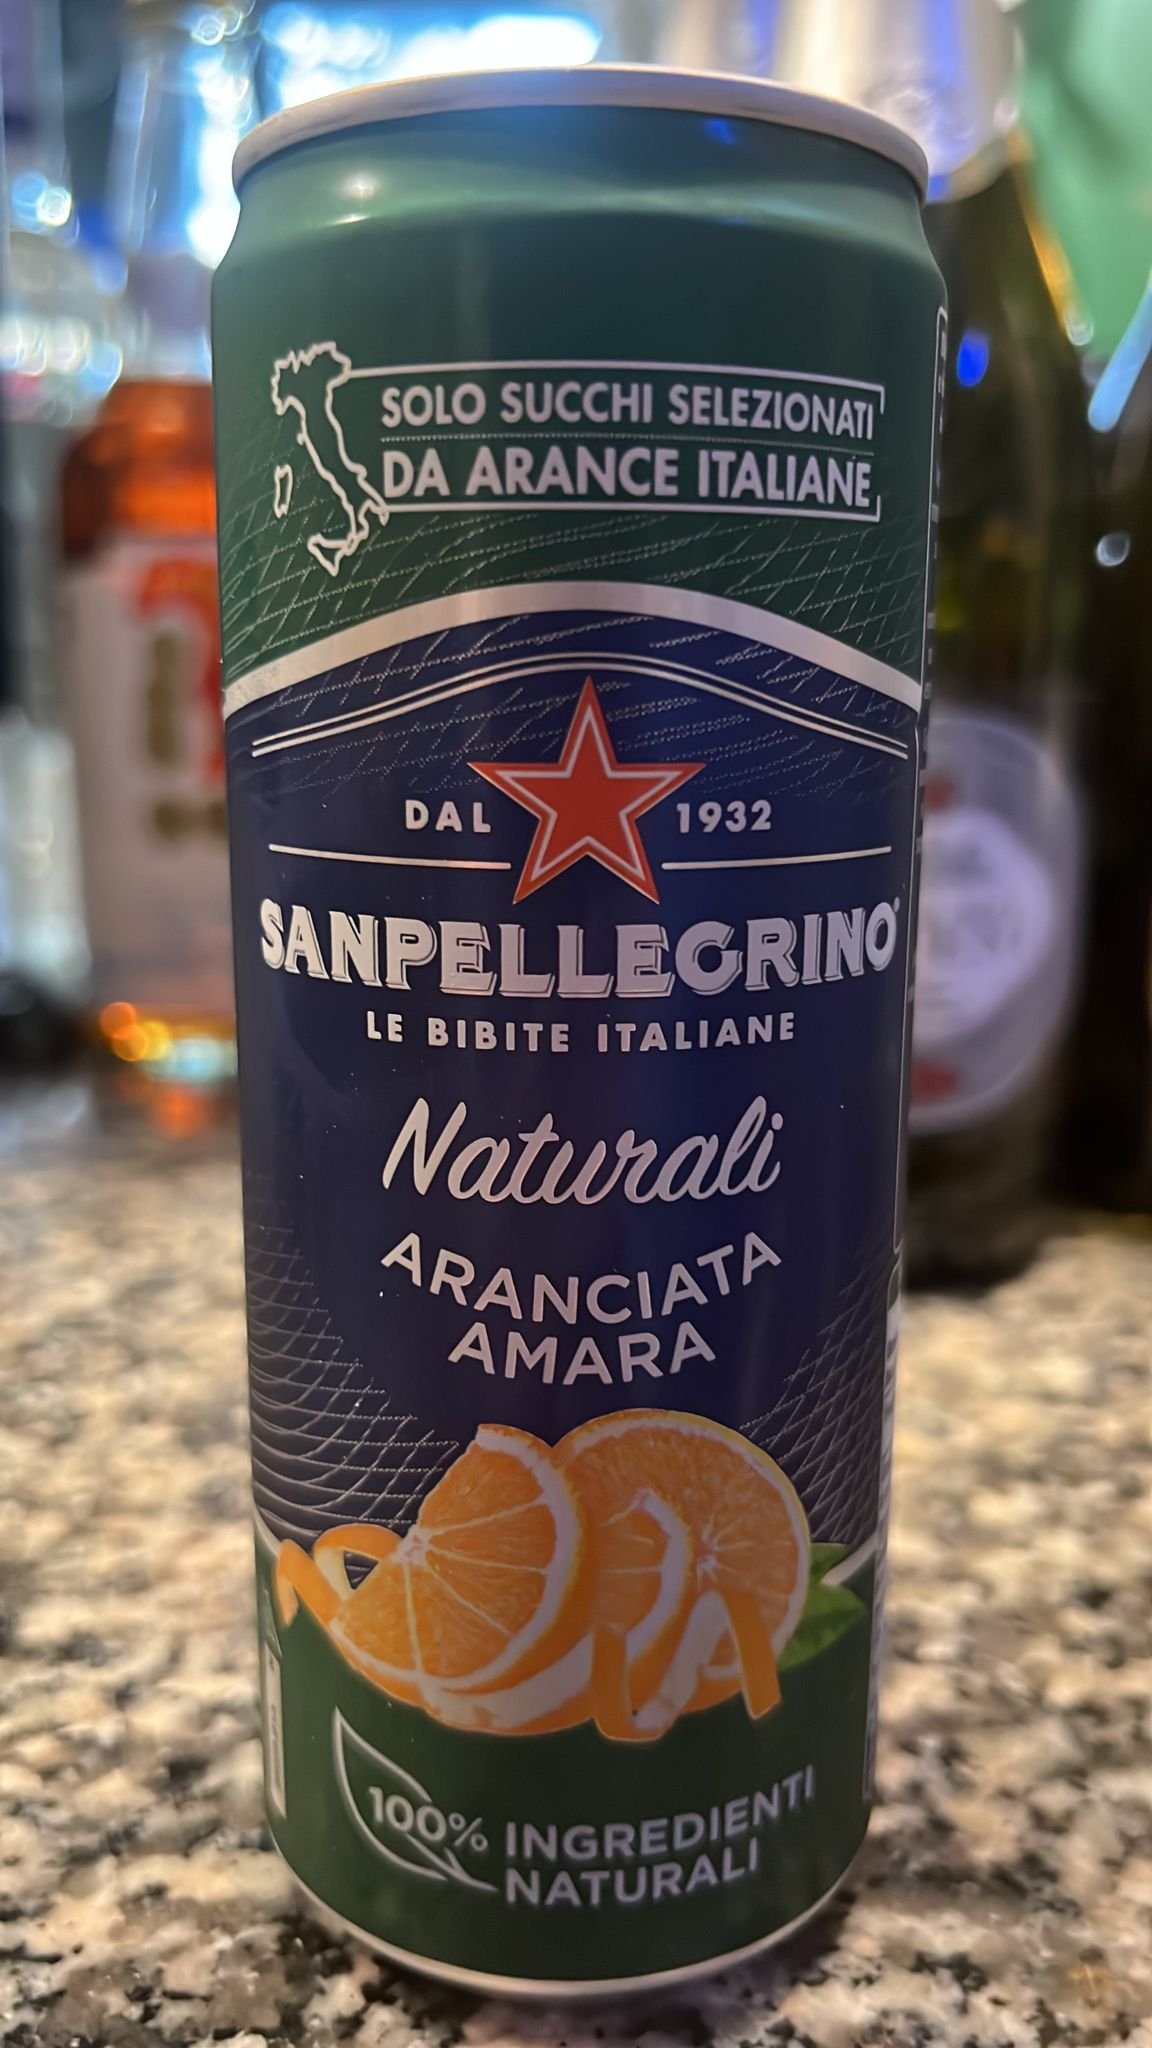 SOLO SUCCHI SELEZIONATI
DA ARANCE ITALIANE
DAL 1932
SANPELLEGRINO
LE BIBITE ITALIANE
Naturali
ARANCIATA
AMARA
100% INGREDIENTI
NATURALI